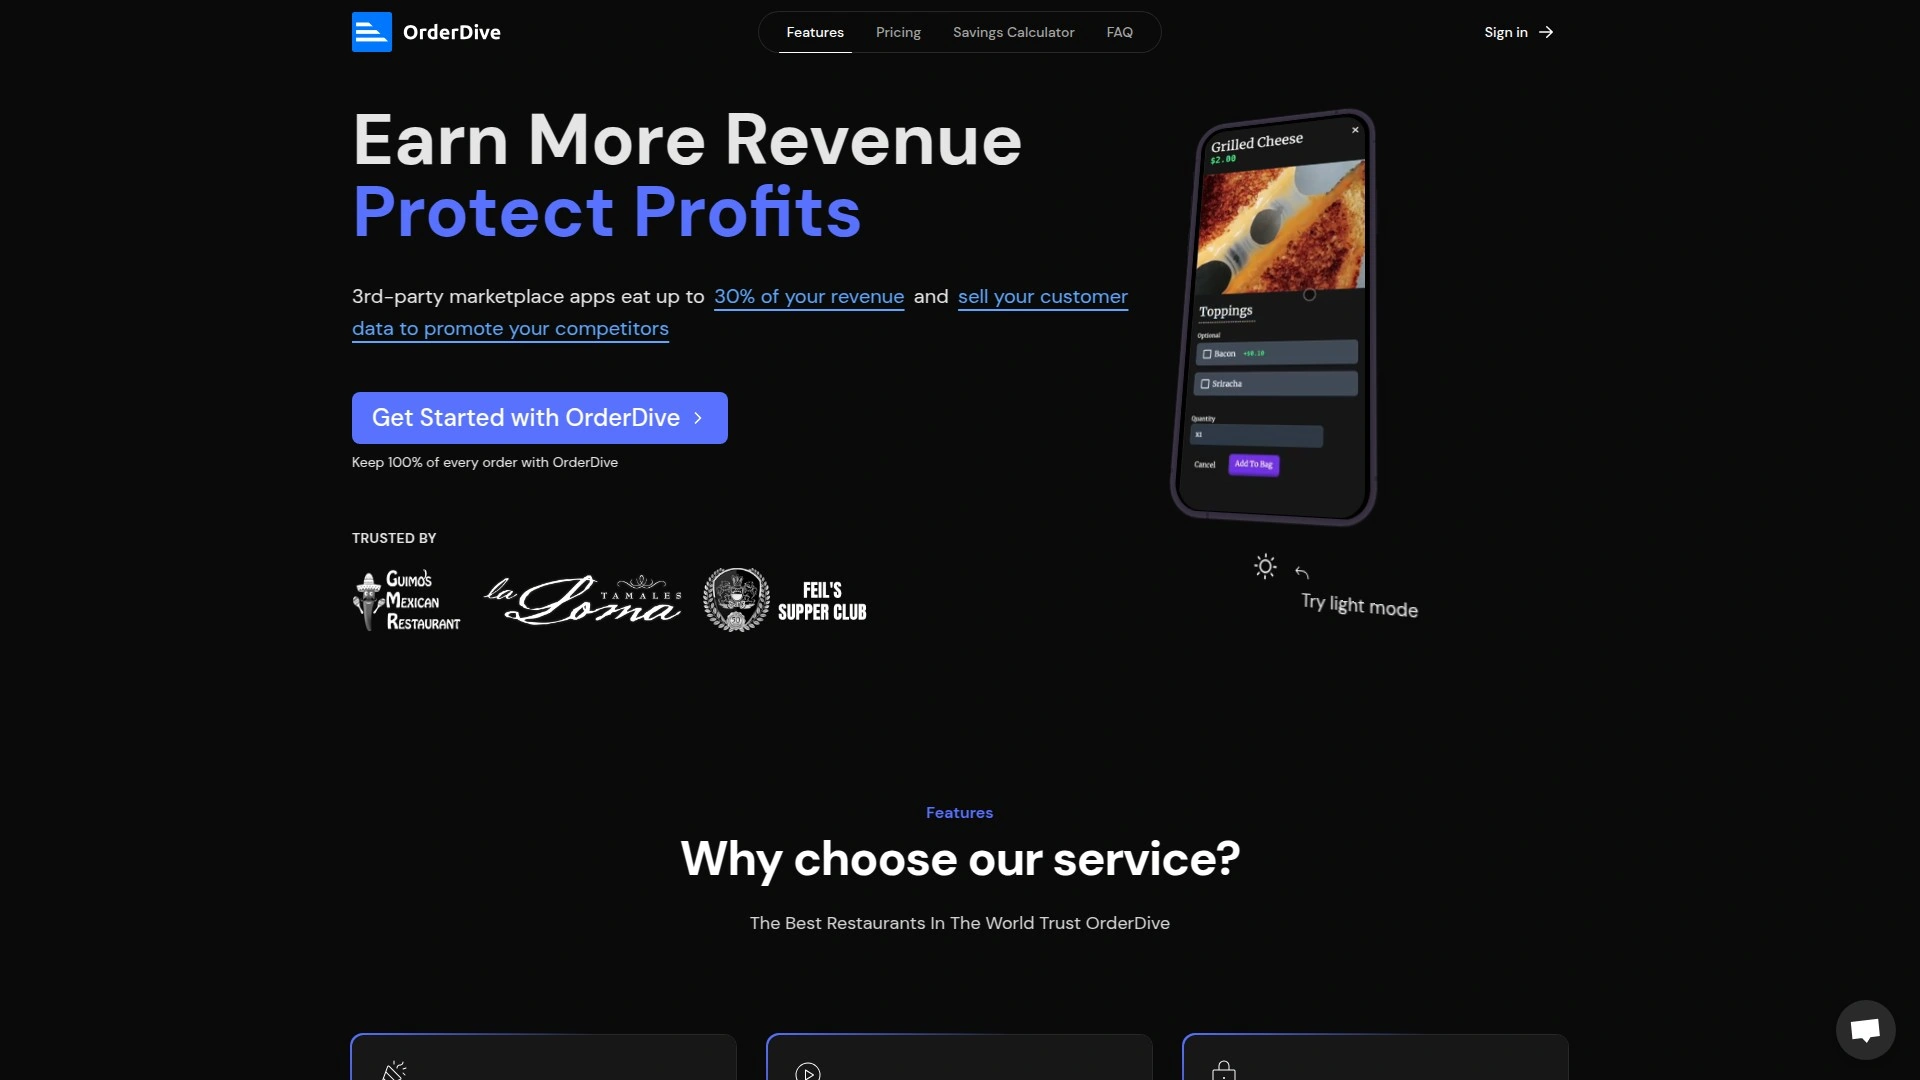 OrderDive
Features
Pricing
Savings Calculator
FAQ
Sign in
Earn More Revenue
Protect Profits
3rd-party marketplace apps eat up to 30% of your revenue and sell your customer
data to promote your competitors
Get Started with OrderDive
Keep 100% of every order with OrderDive
TRUSTED BY
GUIMO'S
MEXICAN
RESTAURANT
la Loma
TAMALES
FEIL'S
SUPPER CLUB
Grilled Cheese
$2.00
Toppings
Optional
Bacon +$0.10
Sriracha
Quantity
Cancel
Add To Bag
Try light mode
Features
Why choose our service?
The Best Restaurants In The World Trust OrderDive